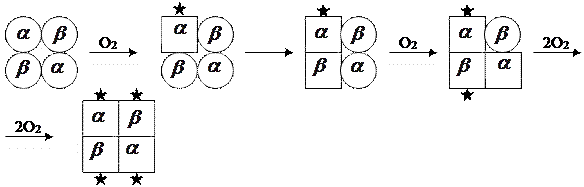 α β O2 α β α β O2 α β 2O2
β α β α β α β α
2O2 α β
β α